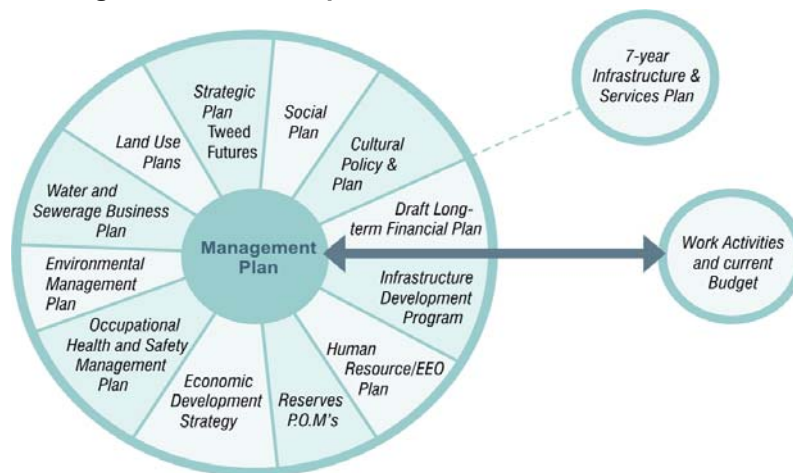 Strategic
Plan
Tweed
Futures
Social
Plan
Cultural
Policy &
Plan
Draft Long-
term Financial Plan
Infrastructure
Development
Program
Human
Resource/EEO
Plan
Reserves
P.O.M's
Economic
Development
Strategy
Occupational
Health and Safety
Management
Plan
Environmental
Management
Plan
Water and
Sewerage Business
Plan
Land Use
Plans
Management
Plan
7-year
Infrastructure &
Services Plan
Work Activities
and current
Budget